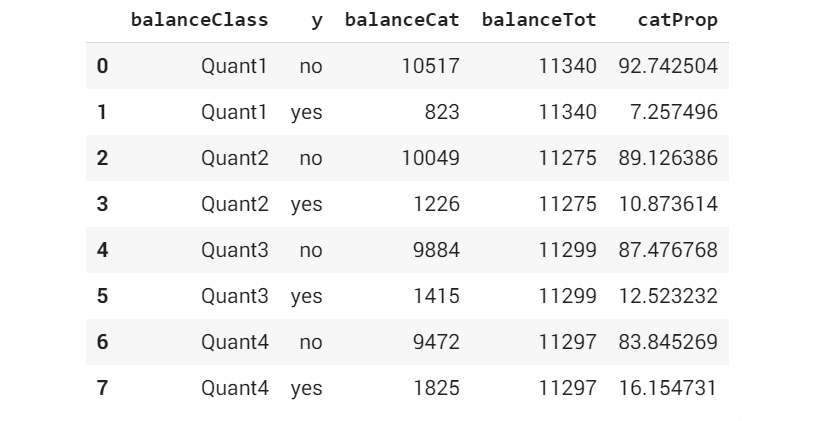 balanceClass y balanceCat balanceTot catProp
0 Quant1 no 10517 11340 92.742504
1 Quant1 yes 823 11340 7.257496
2 Quant2 no 10049 11275 89.126386
3 Quant2 yes 1226 11275 10.873614
4 Quant3 no 9884 11299 87.476768
5 Quant3 yes 1415 11299 12.523232
6 Quant4 no 9472 11297 83.845269
7 Quant4 yes 1825 11297 16.154731